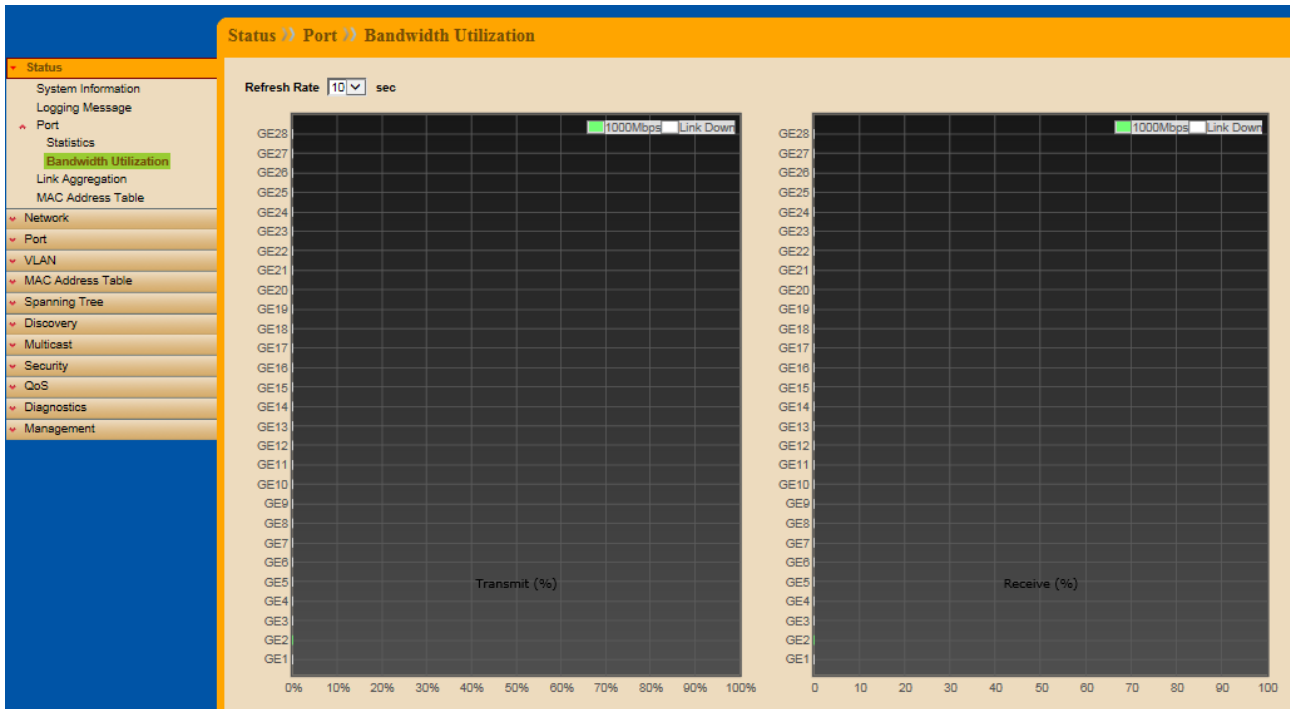 Status » Port » Bandwidth Utilization
Status
System Information
Logging Message
Port
Statistics
Bandwidth Utilization
Link Aggregation
MAC Address Table
Network
Port
VLAN
MAC Address Table
Spanning Tree
Discovery
Multicast
Security
QoS
Diagnostics
Management
Refresh Rate 10 sec
1000Mbps Link Down
GE28
GE27
GE26
GE25
GE24
GE23
GE22
GE21
GE20
GE19
GE18
GE17
GE16
GE15
GE14
GE13
GE12
GE11
GE10
GE9
GE8
GE7
GE6
GE5
GE4
GE3
GE2
GE1
Transmit (%)
0% 10% 20% 30% 40% 50% 60% 70% 80% 90% 100%
1000Mbps Link Down
GE28
GE27
GE26
GE25
GE24
GE23
GE22
GE21
GE20
GE19
GE18
GE17
GE16
GE15
GE14
GE13
GE12
GE11
GE10
GE9
GE8
GE7
GE6
GE5
GE4
GE3
GE2
GE1
Receive (%)
0 10 20 30 40 50 60 70 80 90 100